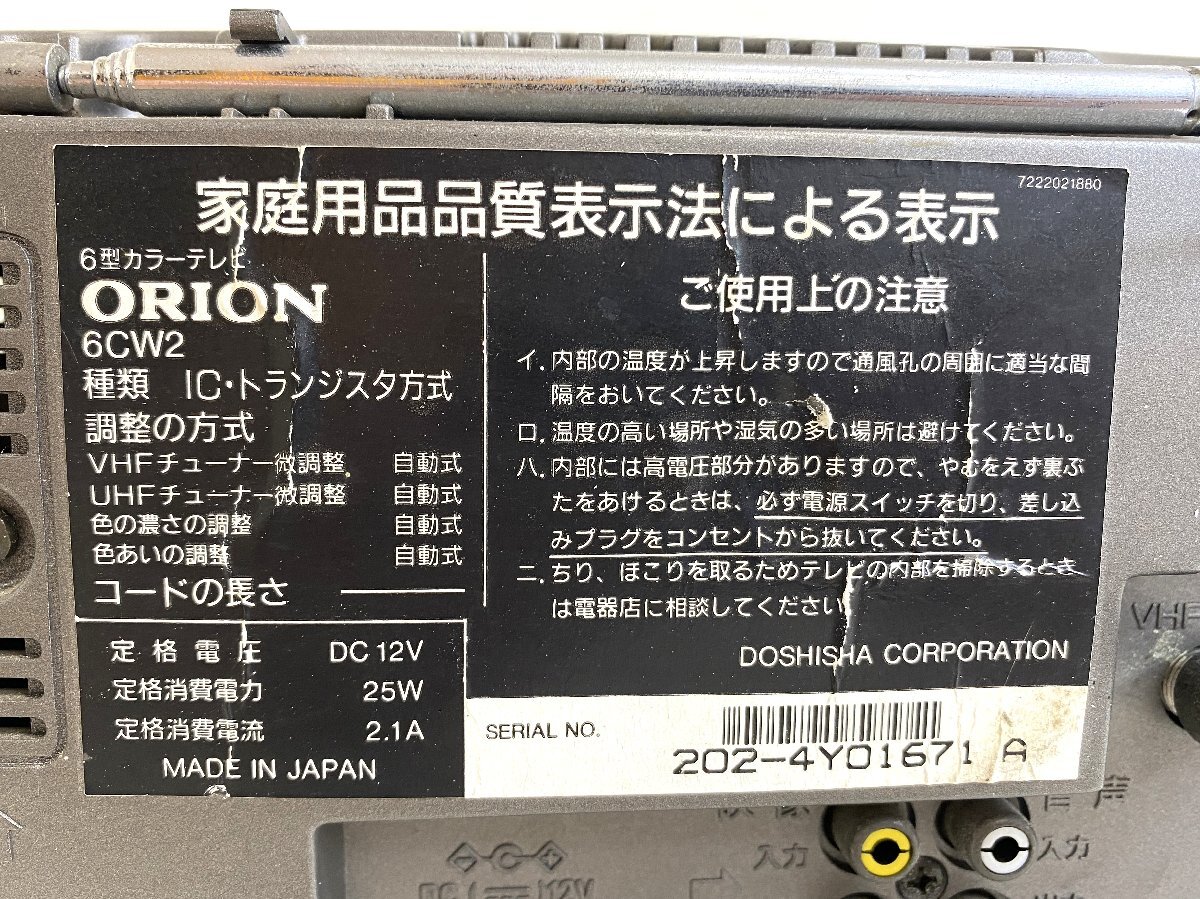 7222021880
家庭用品品質表示法による表示
6型カラーテレビ
ORION
6CW2
種類 IC・トランジスタ方式
調整の方式
VHFチューナー微調整 自動式
UHFチューナー微調整 自動式
色の濃さの調整 自動式
色あいの調整 自動式
コードの長さ ―――
定格電圧 DC12V
定格消費電力 25W
定格消費電流 2.1A
MADE IN JAPAN
ご使用上の注意
イ.内部の温度が上昇しますので通風孔の周囲に適当な間
隔をおいてください。
ロ.温度の高い場所や湿気の多い場所は避けてください。
ハ.内部には高電圧部分がありますので、やむをえず裏ぶ
たをあけるときは、必ず電源スイッチを切り、差し込
みプラグをコンセントから抜いてください。
ニ.ちり、ほこりを取るためテレビの内部を掃除するとき
は電器店に相談してください
DOSHISHA CORPORATION
SERIAL NO.
202-4Y01671 A
VHF
映像 音声
入力 入力
DC 12V